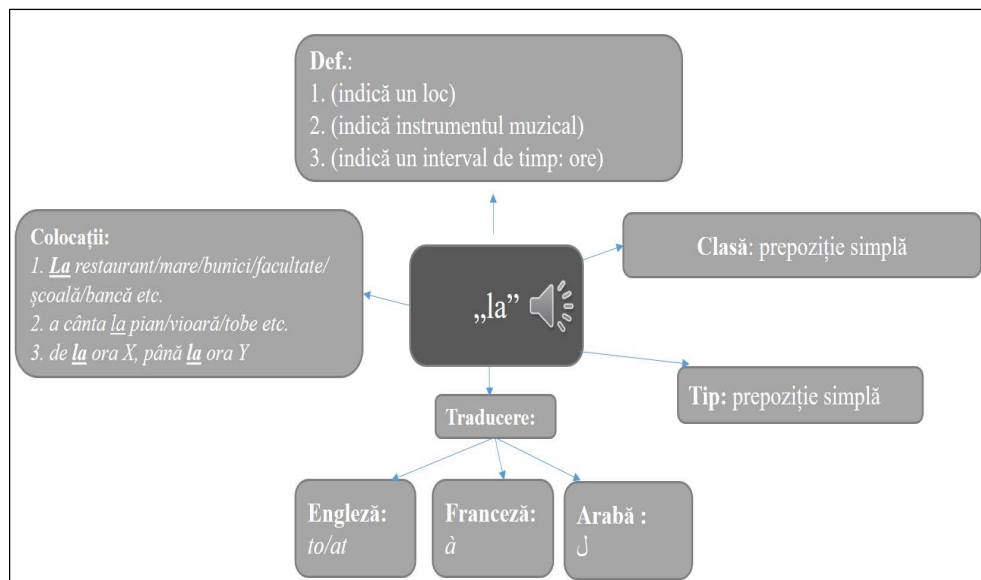 Def.:
1. (indică un loc)
2. (indică instrumentul muzical)
3. (indică un interval de timp: ore)
Colocații:
1. La restaurant/mare/bunici/facultate/
școală/bancă etc.
2. a cânta la pian/vioară/tobe etc.
3. de la ora X, până la ora Y
„la”
Clasă: prepoziție simplă
Tip: prepoziție simplă
Traducere:
Engleză:
to/at
Franceză:
à
Arabă :
ل